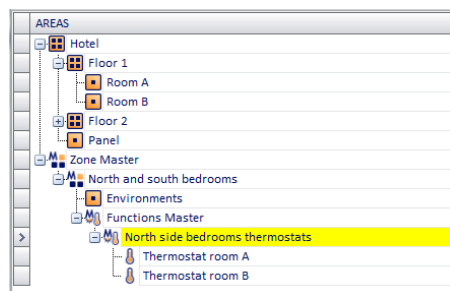 AREAS
Hotel
Floor 1
Room A
Room B
Floor 2
Panel
Zone Master
North and south bedrooms
Environments
Functions Master
North side bedrooms thermostats
Thermostat room A
Thermostat room B